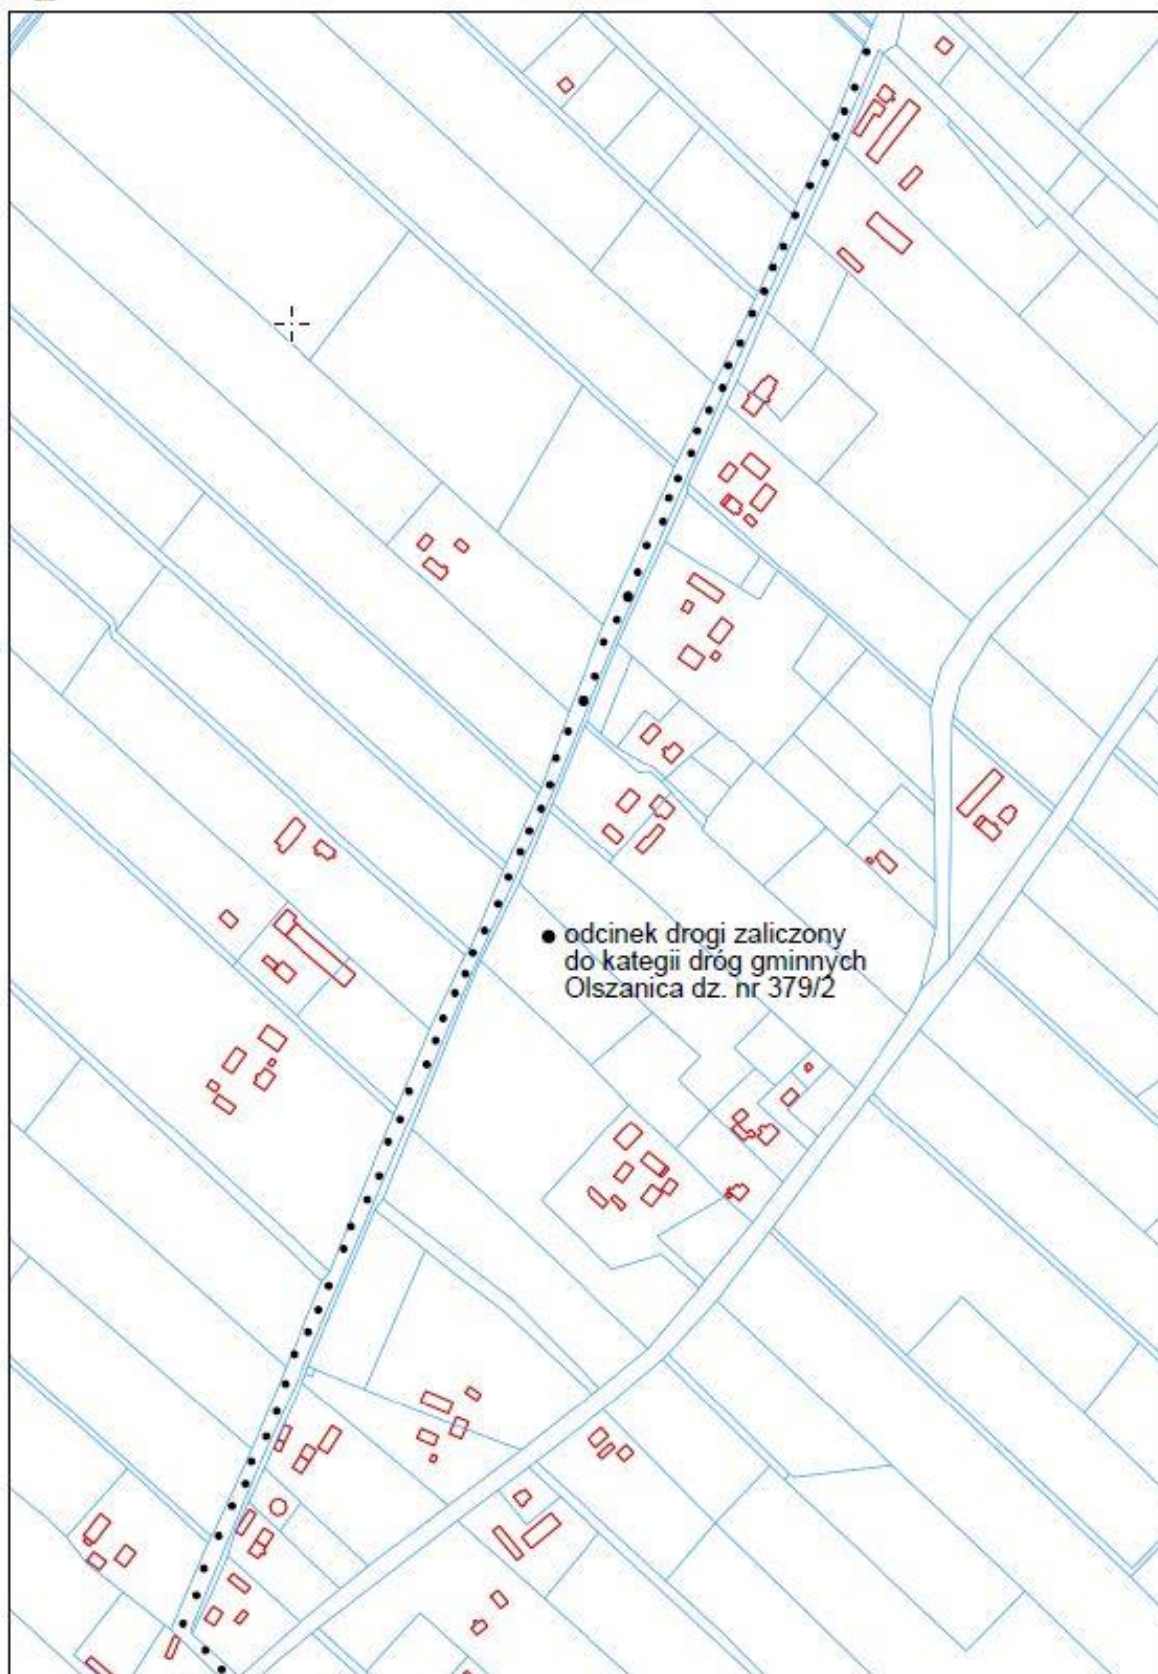 odcinek drogi zaliczony
do kategii dróg gminnych
Olszanica dz. nr 379/2